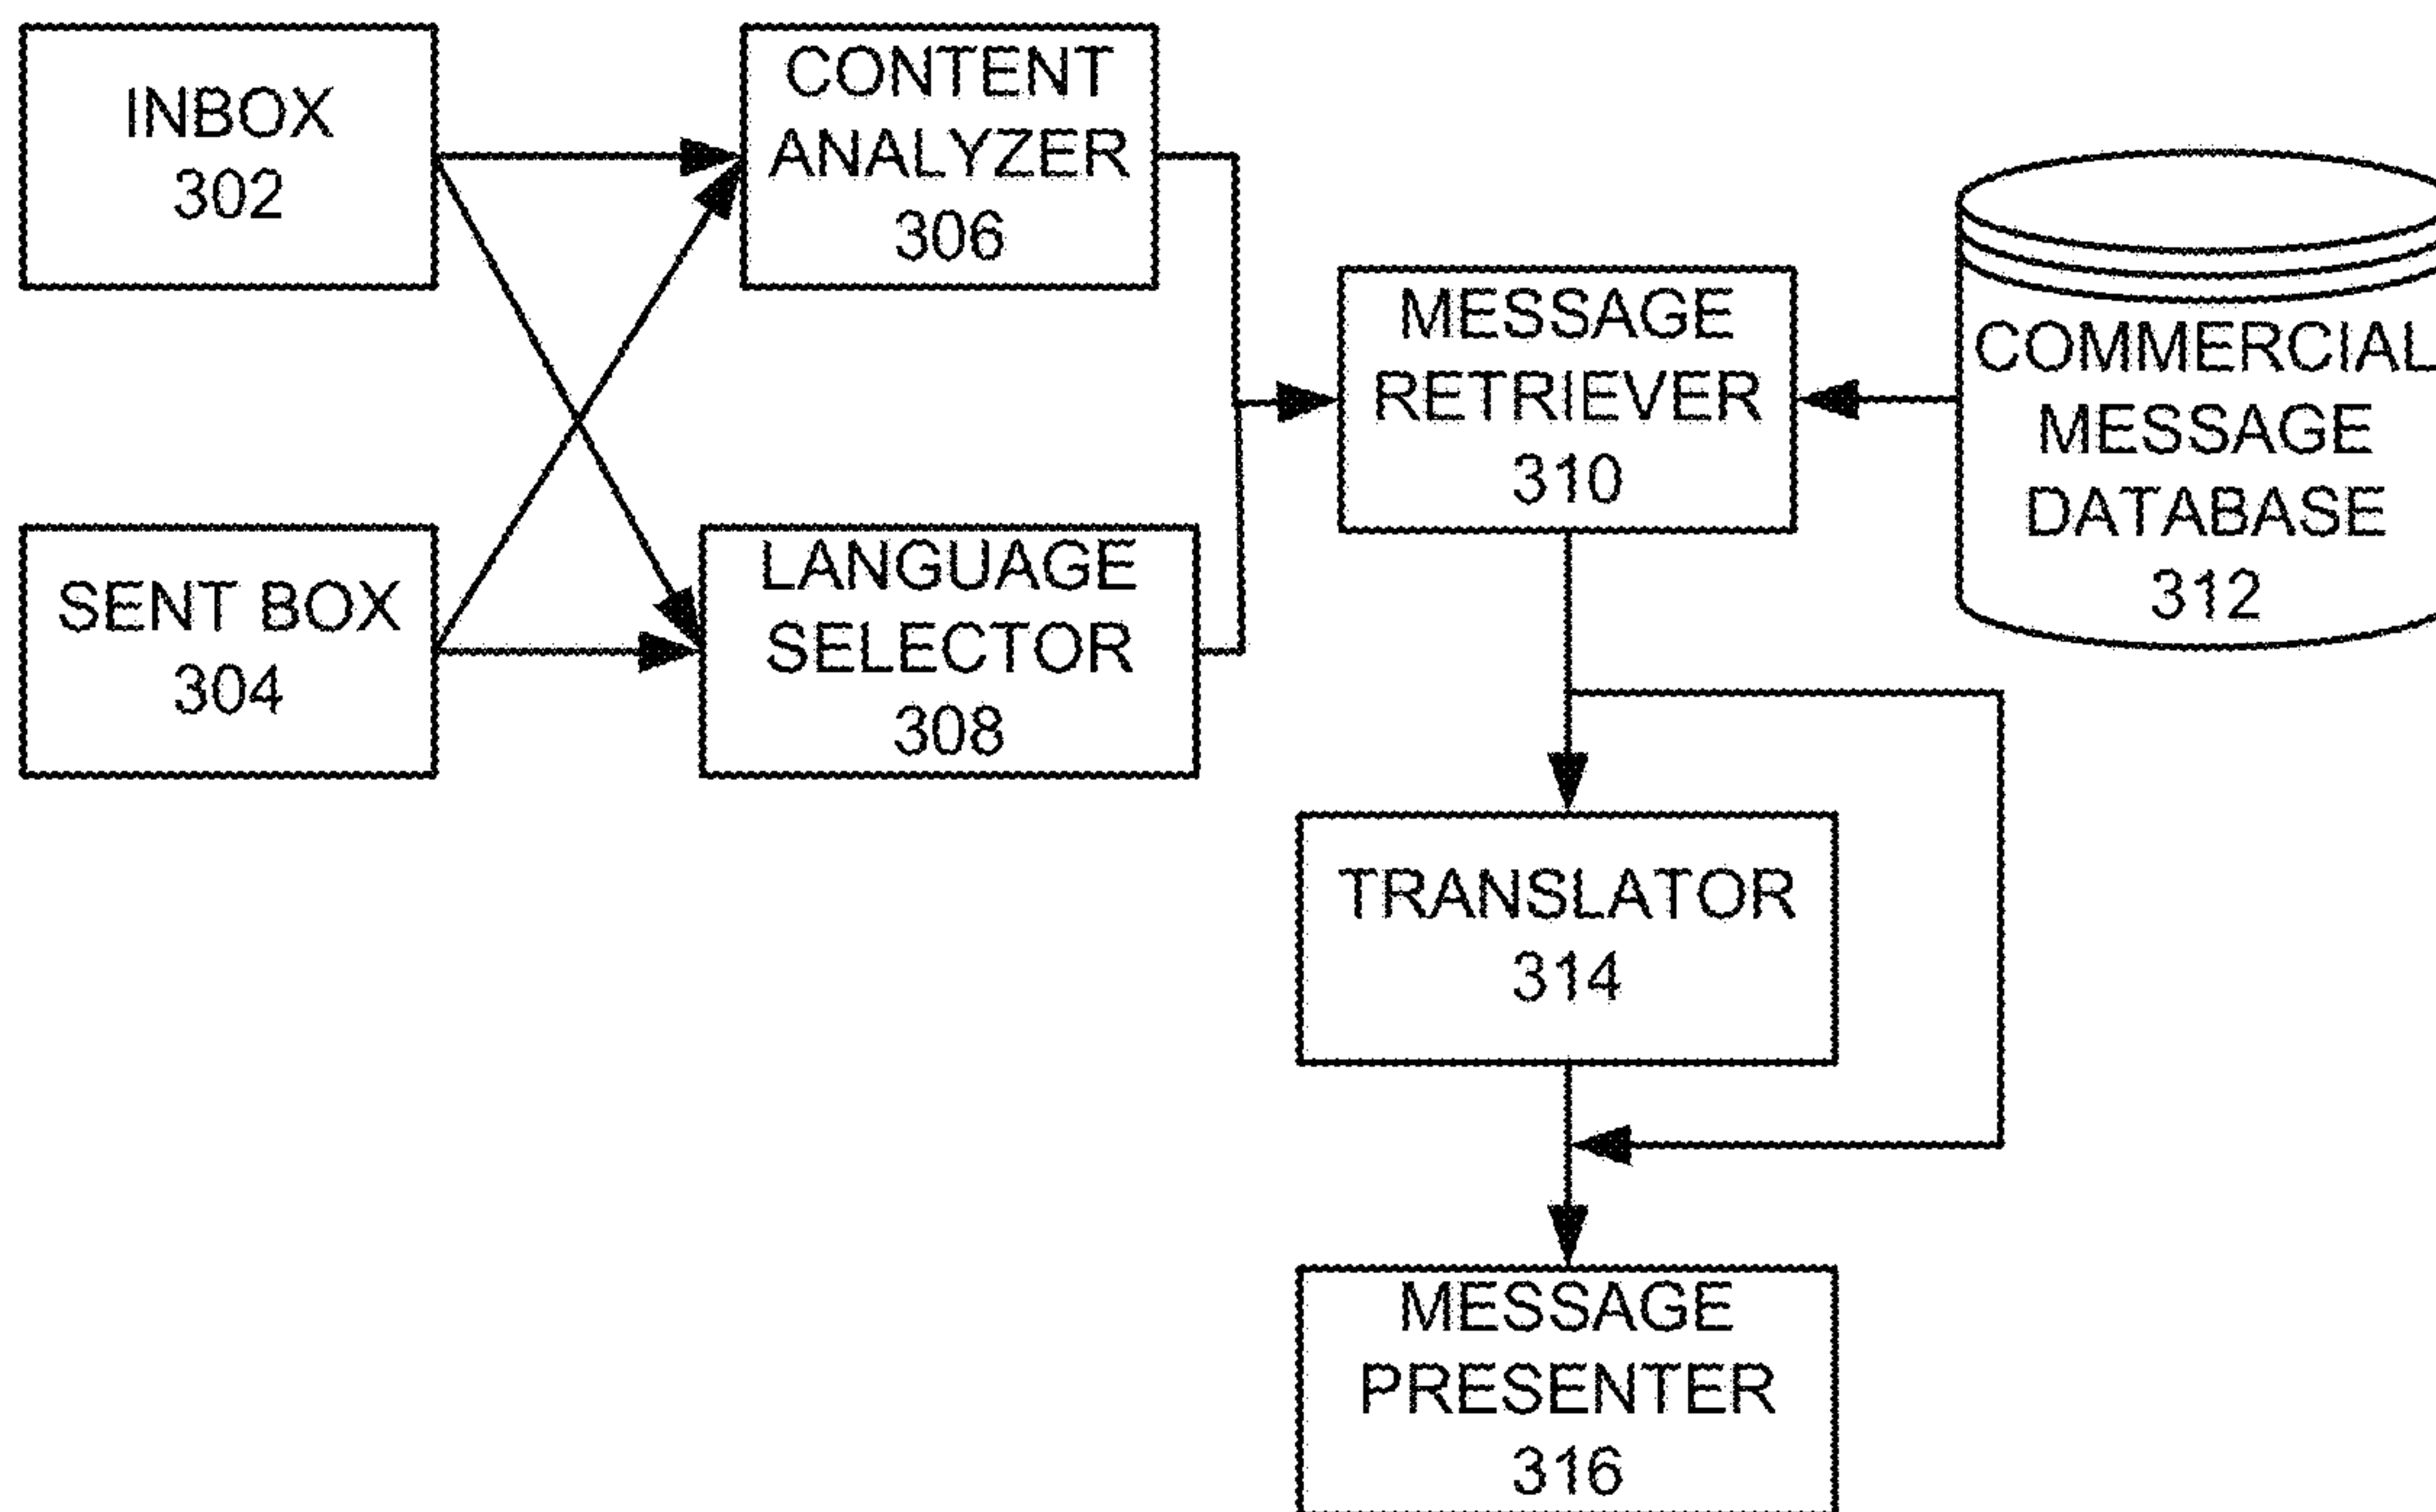 INBOX
302
CONTENT
ANALYZER
306
SENT BOX
304
LANGUAGE
SELECTOR
308
MESSAGE
RETRIEVER
310
COMMERCIAL
MESSAGE
DATABASE
312
TRANSLATOR
314
MESSAGE
PRESENTER
316